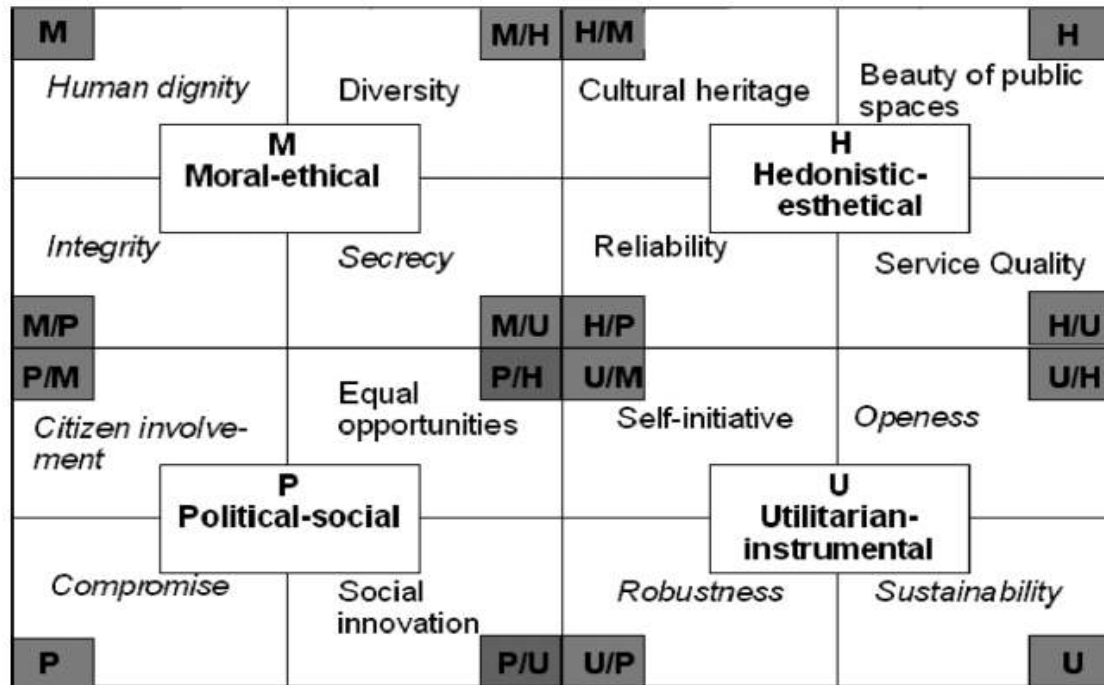 M
M/H
H/M
H
Human dignity
Diversity
Cultural heritage
Beauty of public
spaces
M
Moral-ethical
H
Hedonistic-
esthetical
Integrity
Secrecy
Reliability
Service Quality
M/P
M/U
H/P
H/U
P/M
P/H
U/M
U/H
Citizen involve-
ment
Equal
opportunities
Self-initiative
Openess
P
Political-social
U
Utilitarian-
instrumental
Compromise
Social
innovation
Robustness
Sustainability
P
P/U
U/P
U